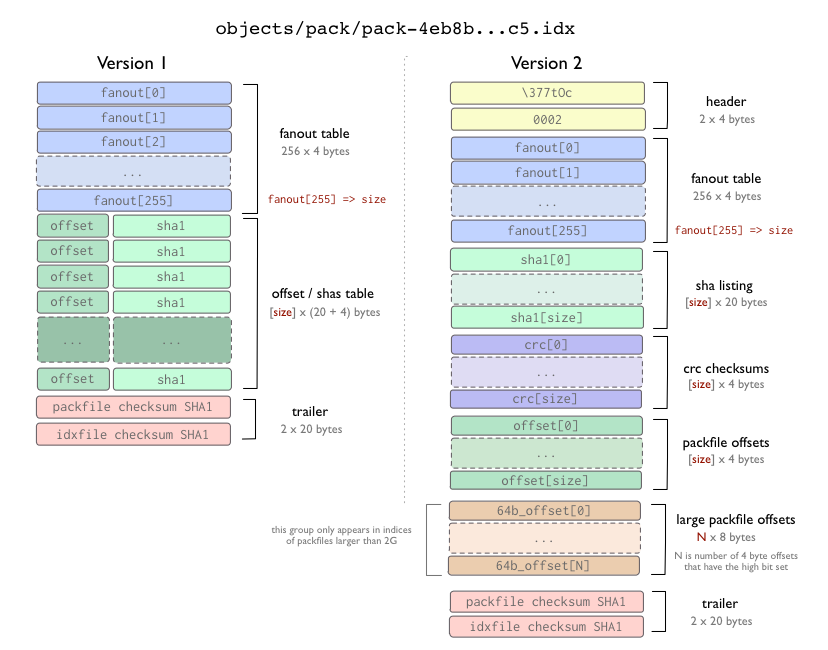 objects/pack/pack-4eb8b...c5.idx
Version 1
fanout[0]
fanout[1]
fanout[2]
...
fanout[255]
fanout table
256 x 4 bytes
fanout[255] => size
offset sha1
offset sha1
offset sha1
offset sha1
... ...
offset sha1
offset / shas table
[size] x (20 + 4) bytes
packfile checksum SHA1
idxfile checksum SHA1
trailer
2 x 20 bytes
Version 2
\377tOc
0002
header
2 x 4 bytes
fanout[0]
fanout[1]
...
fanout[255]
fanout table
256 x 4 bytes
fanout[255] => size
sha1[0]
...
sha1[size]
sha listing
[size] x 20 bytes
crc[0]
...
crc[size]
crc checksums
[size] x 4 bytes
offset[0]
...
offset[size]
packfile offsets
[size] x 4 bytes
this group only appears in indices
of packfiles larger than 2G
64b_offset[0]
...
64b_offset[N]
large packfile offsets
N x 8 bytes
N is number of 4 byte offsets
that have the high bit set
packfile checksum SHA1
idxfile checksum SHA1
trailer
2 x 20 bytes